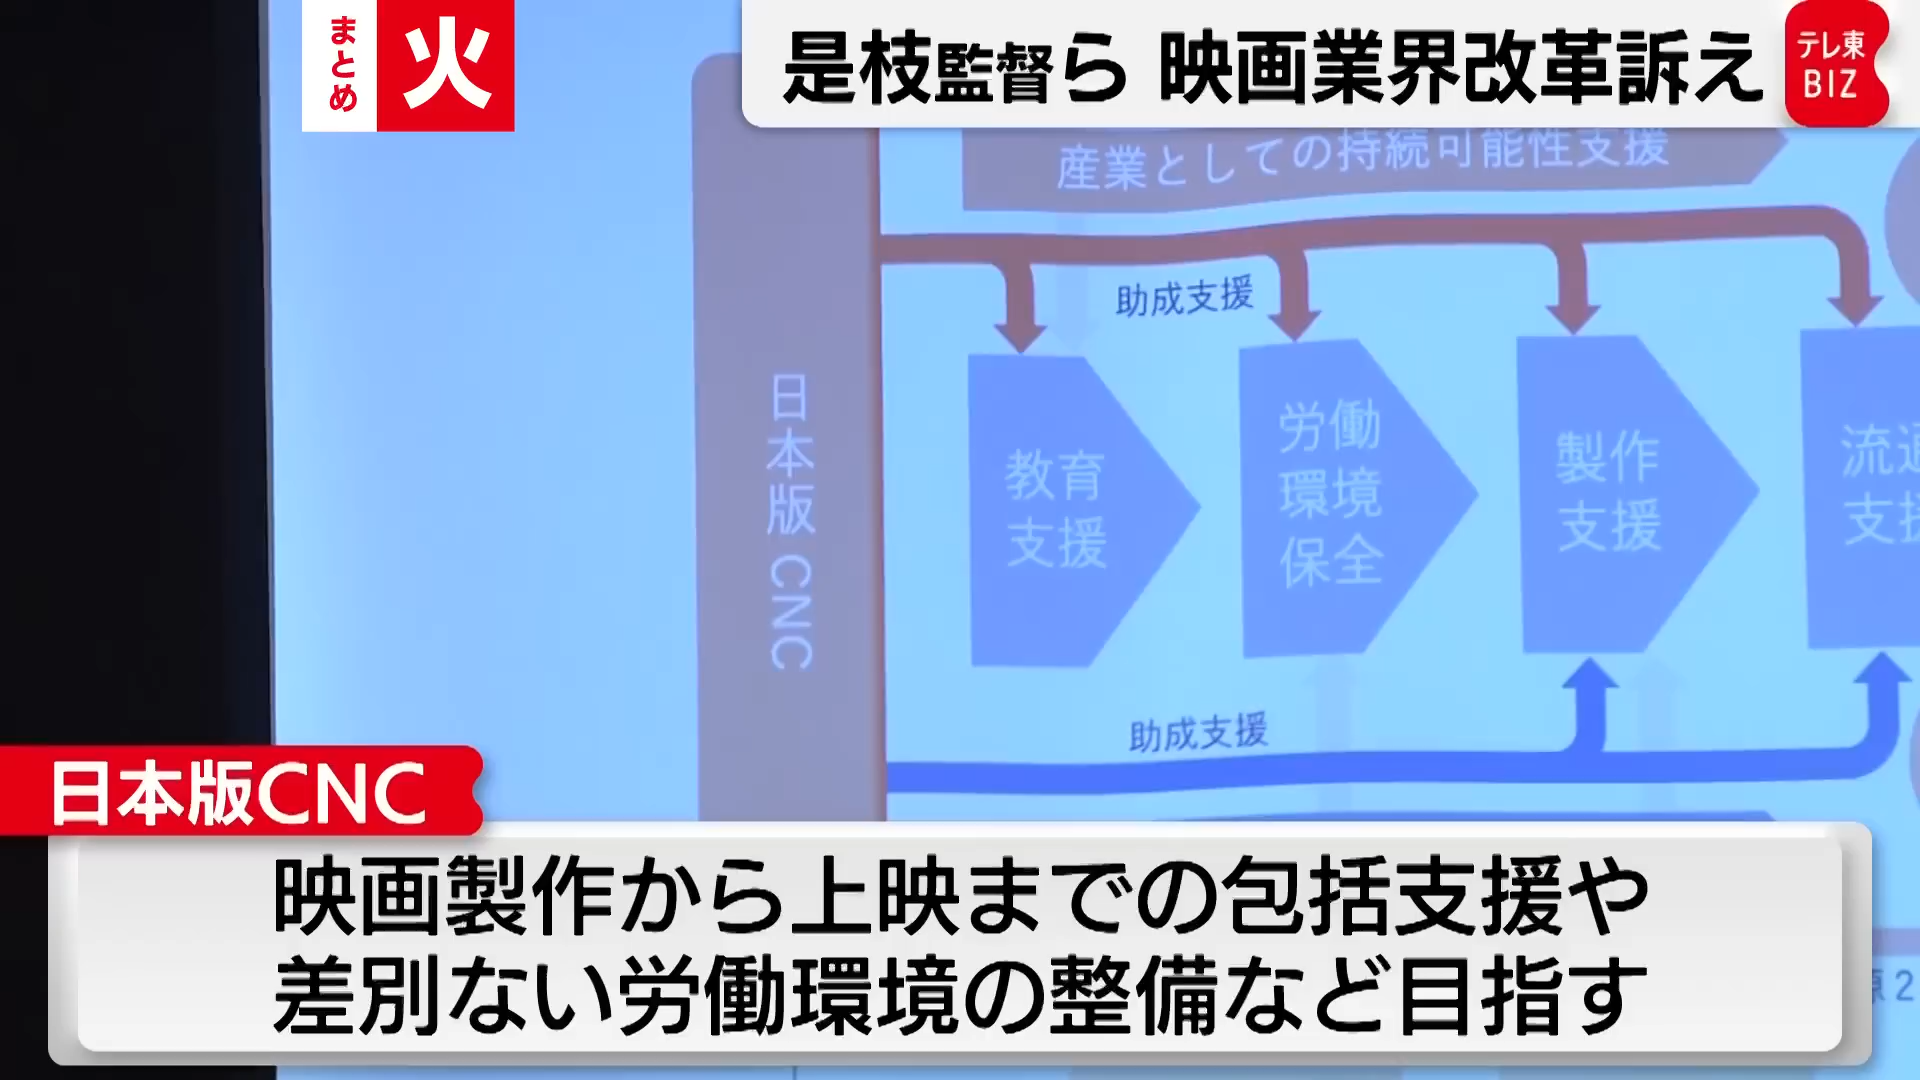 まとめ
火
是枝監督ら 映画業界改革訴え
テレ東
BIZ
産業としての持続可能性支援
助成支援
日本版 CNC
教育
支援
労働
環境
保全
製作
支援
流通
支援
助成支援
日本版CNC
映画製作から上映までの包括支援や
差別ない労働環境の整備など目指す